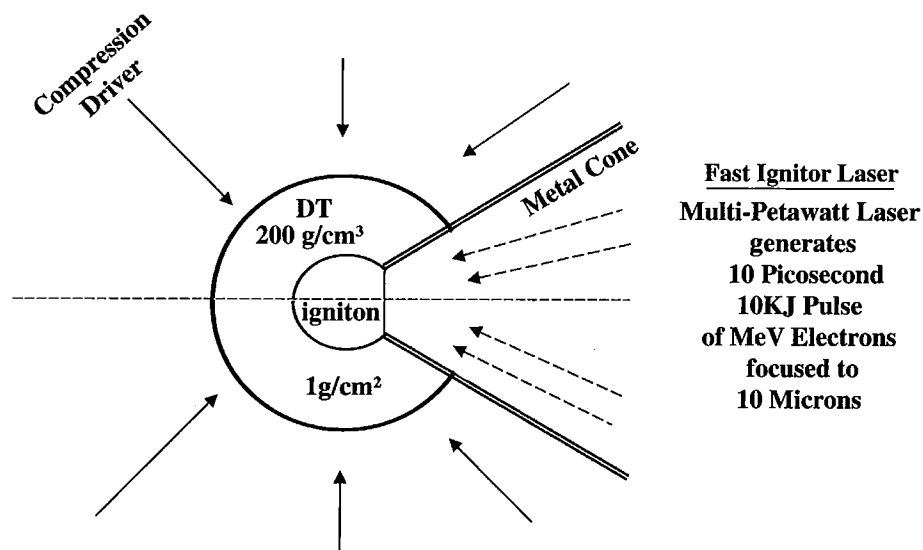 Compression
Driver
Metal Cone
DT
200 g/cm³
igniton
1g/cm²
Fast Ignitor Laser
Multi-Petawatt Laser
generates
10 Picosecond
10KJ Pulse
of MeV Electrons
focused to
10 Microns